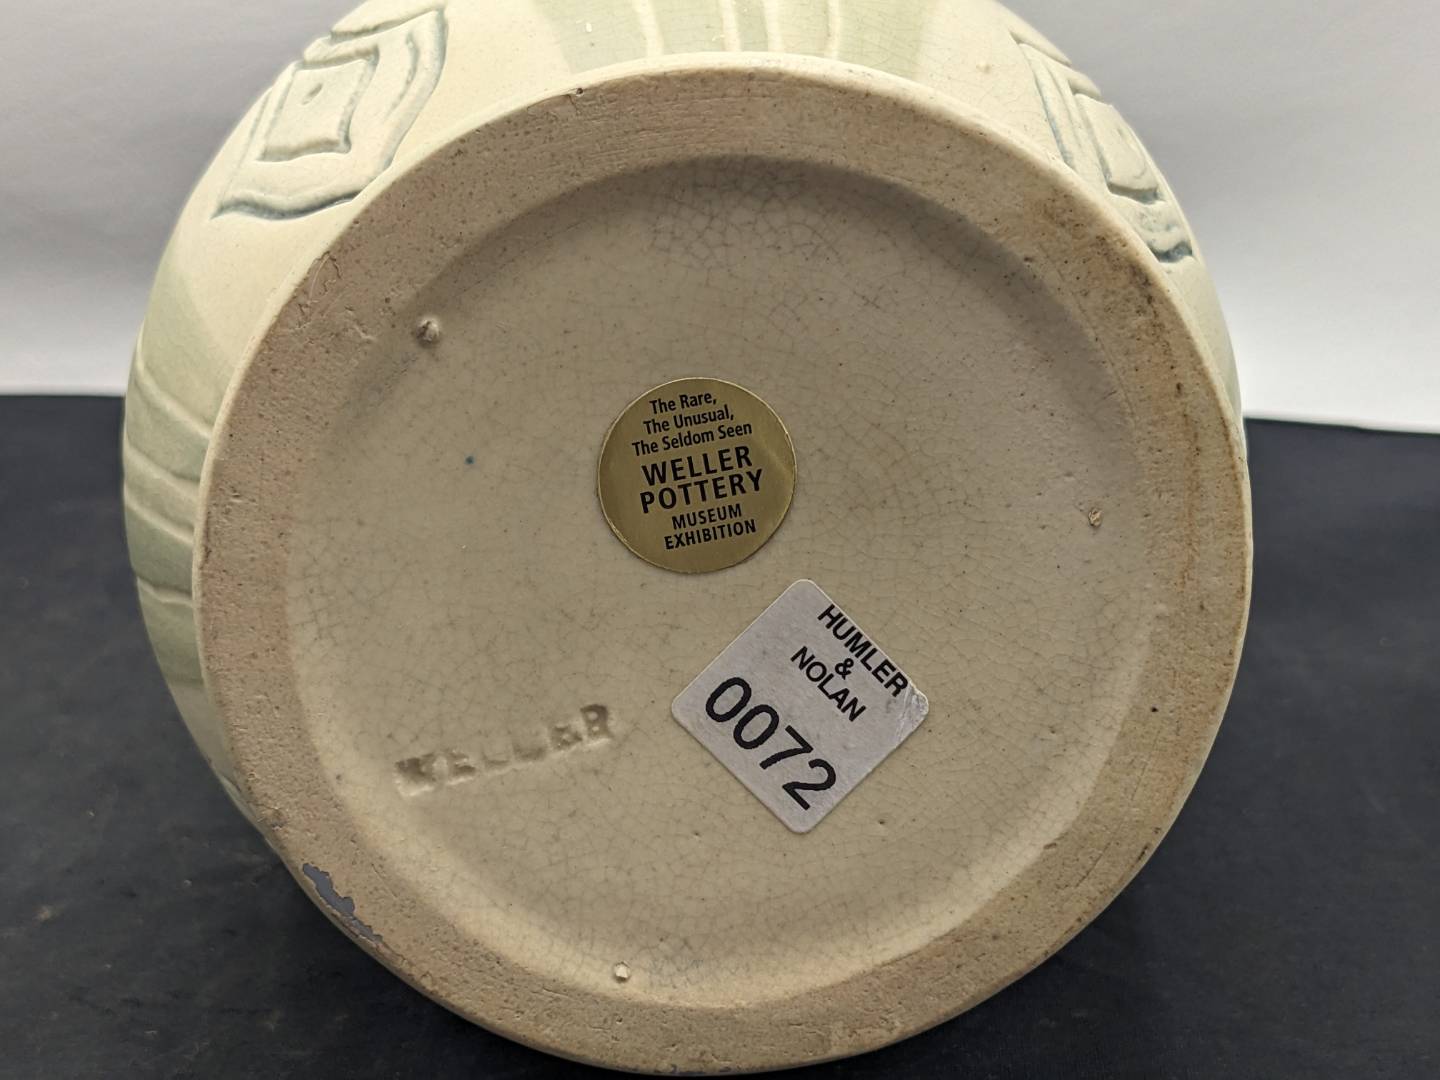 The Rare,
The Unusual,
The Seldom Seen
WELLER
POTTERY
MUSEUM
EXHIBITION
HUMLER
&
NOLAN
0072
WELLER